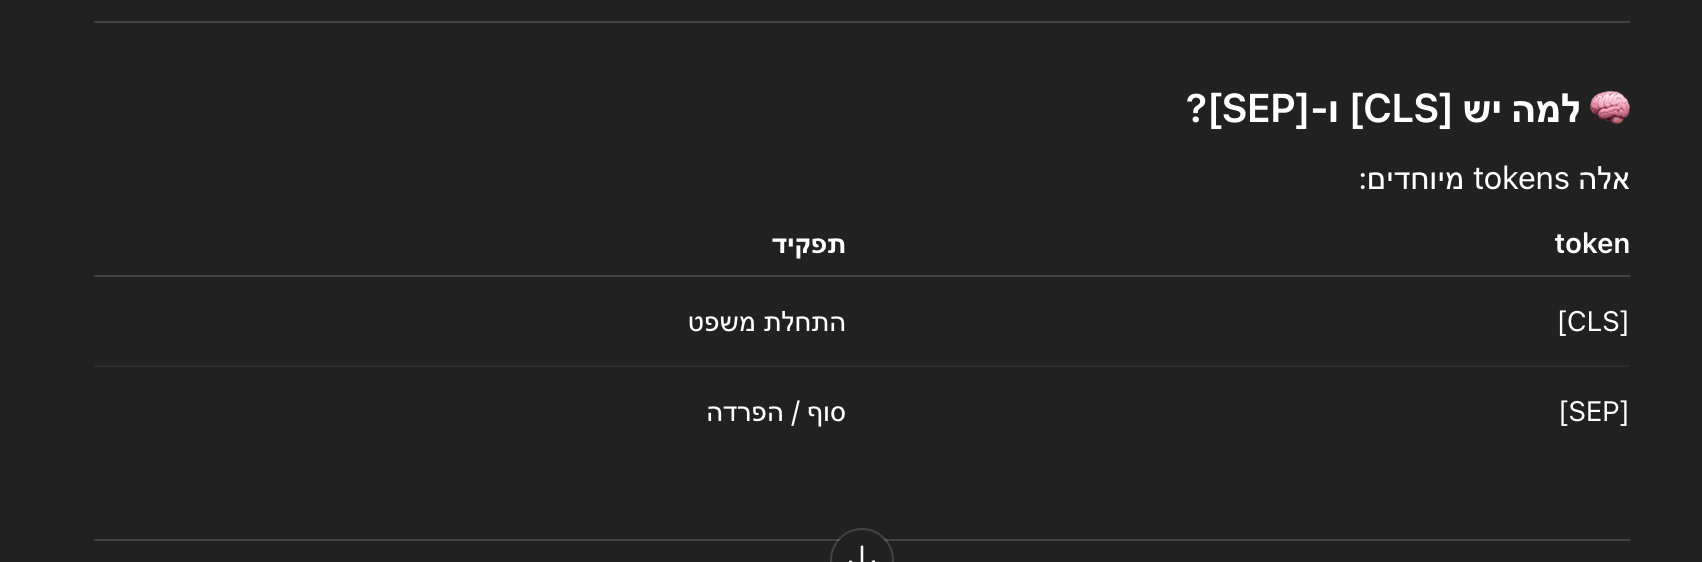 🧠 למה יש [CLS] ו-[SEP]?
אלה tokens מיוחדים:
token תפקיד
[CLS] התחלת משפט
[SEP] סוף / הפרדה